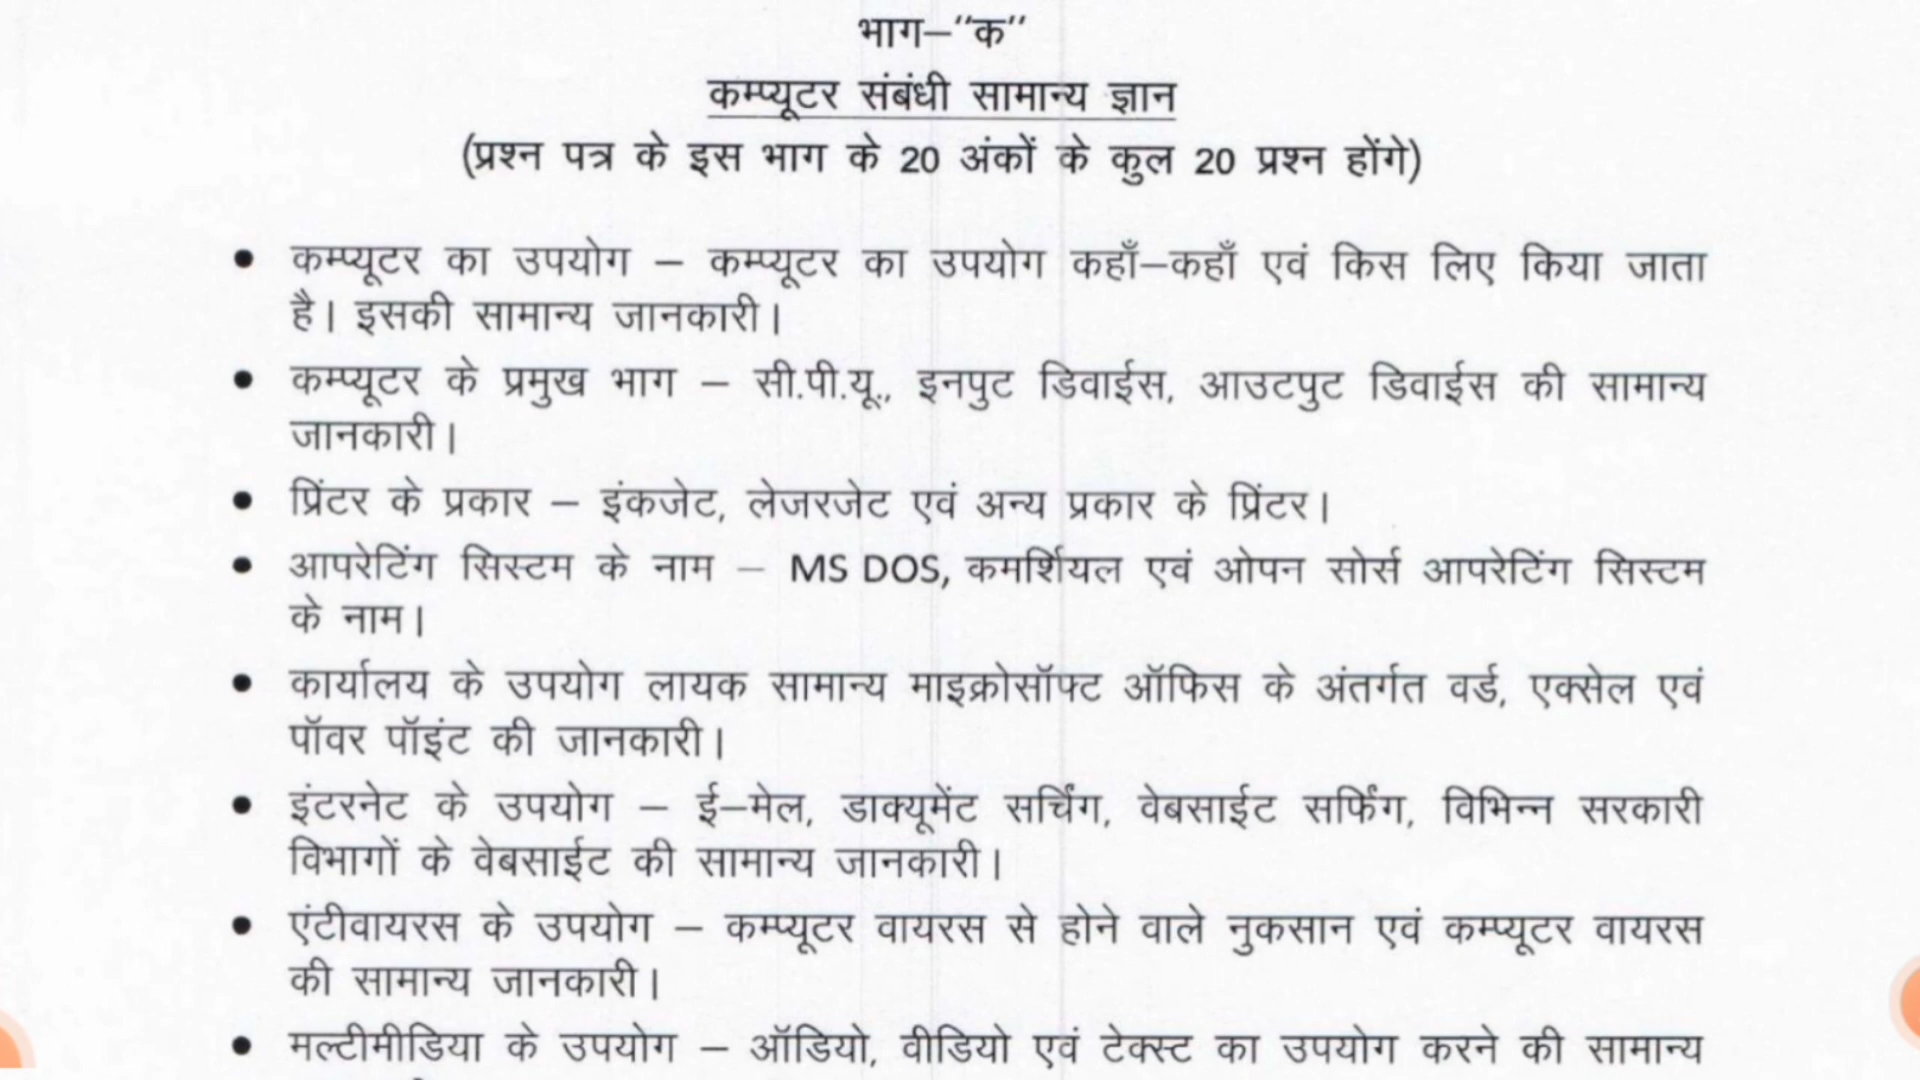 भाग–"क"
कम्प्यूटर संबंधी सामान्य ज्ञान
(प्रश्न पत्र के इस भाग के 20 अंकों के कुल 20 प्रश्न होंगे)
• कम्प्यूटर का उपयोग – कम्प्यूटर का उपयोग कहाँ–कहाँ एवं किस लिए किया जाता
है। इसकी सामान्य जानकारी।
• कम्प्यूटर के प्रमुख भाग – सी.पी.यू., इनपुट डिवाईस, आउटपुट डिवाईस की सामान्य
जानकारी।
• प्रिंटर के प्रकार – इंकजेट, लेजरजेट एवं अन्य प्रकार के प्रिंटर।
• आपरेटिंग सिस्टम के नाम – MS DOS, कमर्शियल एवं ओपन सोर्स आपरेटिंग सिस्टम
के नाम।
• कार्यालय के उपयोग लायक सामान्य माइक्रोसॉफ्ट ऑफिस के अंतर्गत वर्ड, एक्सेल एवं
पॉवर पॉइंट की जानकारी।
• इंटरनेट के उपयोग – ई–मेल, डाक्यूमेंट सर्चिंग, वेबसाईट सर्फिंग, विभिन्न सरकारी
विभागों के वेबसाईट की सामान्य जानकारी।
• एंटीवायरस के उपयोग – कम्प्यूटर वायरस से होने वाले नुकसान एवं कम्प्यूटर वायरस
की सामान्य जानकारी।
• मल्टीमीडिया के उपयोग – ऑडियो, वीडियो एवं टेक्स्ट का उपयोग करने की सामान्य